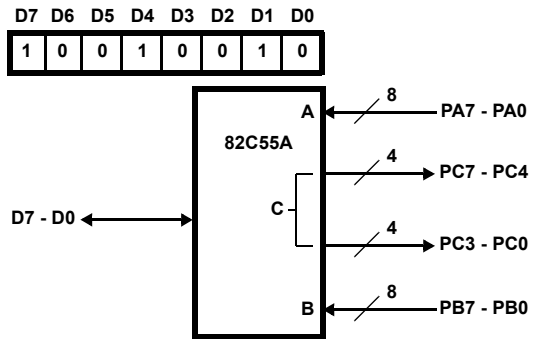 D7 D6 D5 D4 D3 D2 D1 D0
1 0 0 1 0 0 1 0
8
A PA7 - PA0
82C55A
4
PC7 - PC4
C
D7 - D0
4
PC3 - PC0
8
B PB7 - PB0